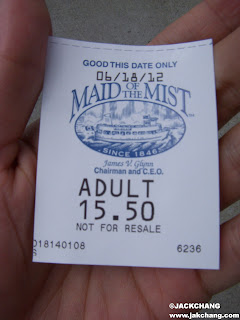 GOOD THIS DATE ONLY
06/18/12
MAID OF THE MIST
SINCE 1846
James V. Glynn
Chairman and C.E.O.
ADULT
15.50
NOT FOR RESALE
018140108
6236
S
@JACKCHANG
www.jakchang.com